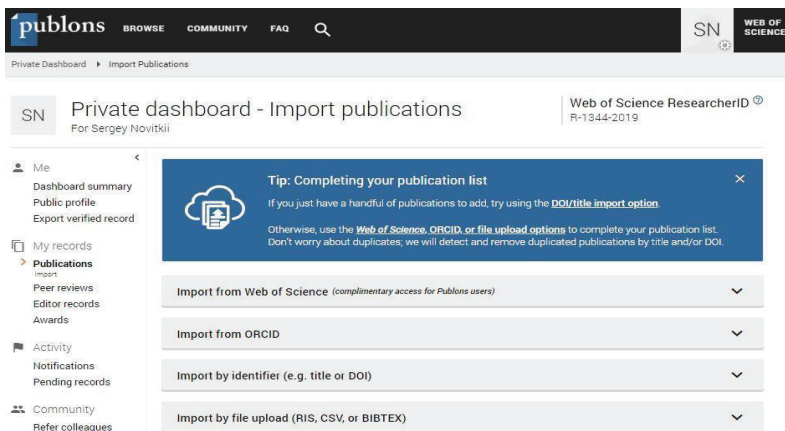 publons BROWSE COMMUNITY FAQ SN WEB OF SCIENCE
Private Dashboard Import Publications
SN
Private dashboard - Import publications
For Sergey Novitkii
Web of Science ResearcherID
R-1344-2019
Me
Dashboard summary
Public profile
Export verified record
My records
Publications
Import
Peer reviews
Editor records
Awards
Activity
Notifications
Pending records
Community
Refer colleagues
Tip: Completing your publication list
If you just have a handful of publications to add, try using the DOI/title import option.
Otherwise, use the Web of Science, ORCID, or file upload options to complete your publication list.
Don't worry about duplicates; we will detect and remove duplicated publications by title and/or DOI.
Import from Web of Science (complimentary access for Publons users)
Import from ORCID
Import by identifier (e.g. title or DOI)
Import by file upload (RIS, CSV, or BIBTEX)